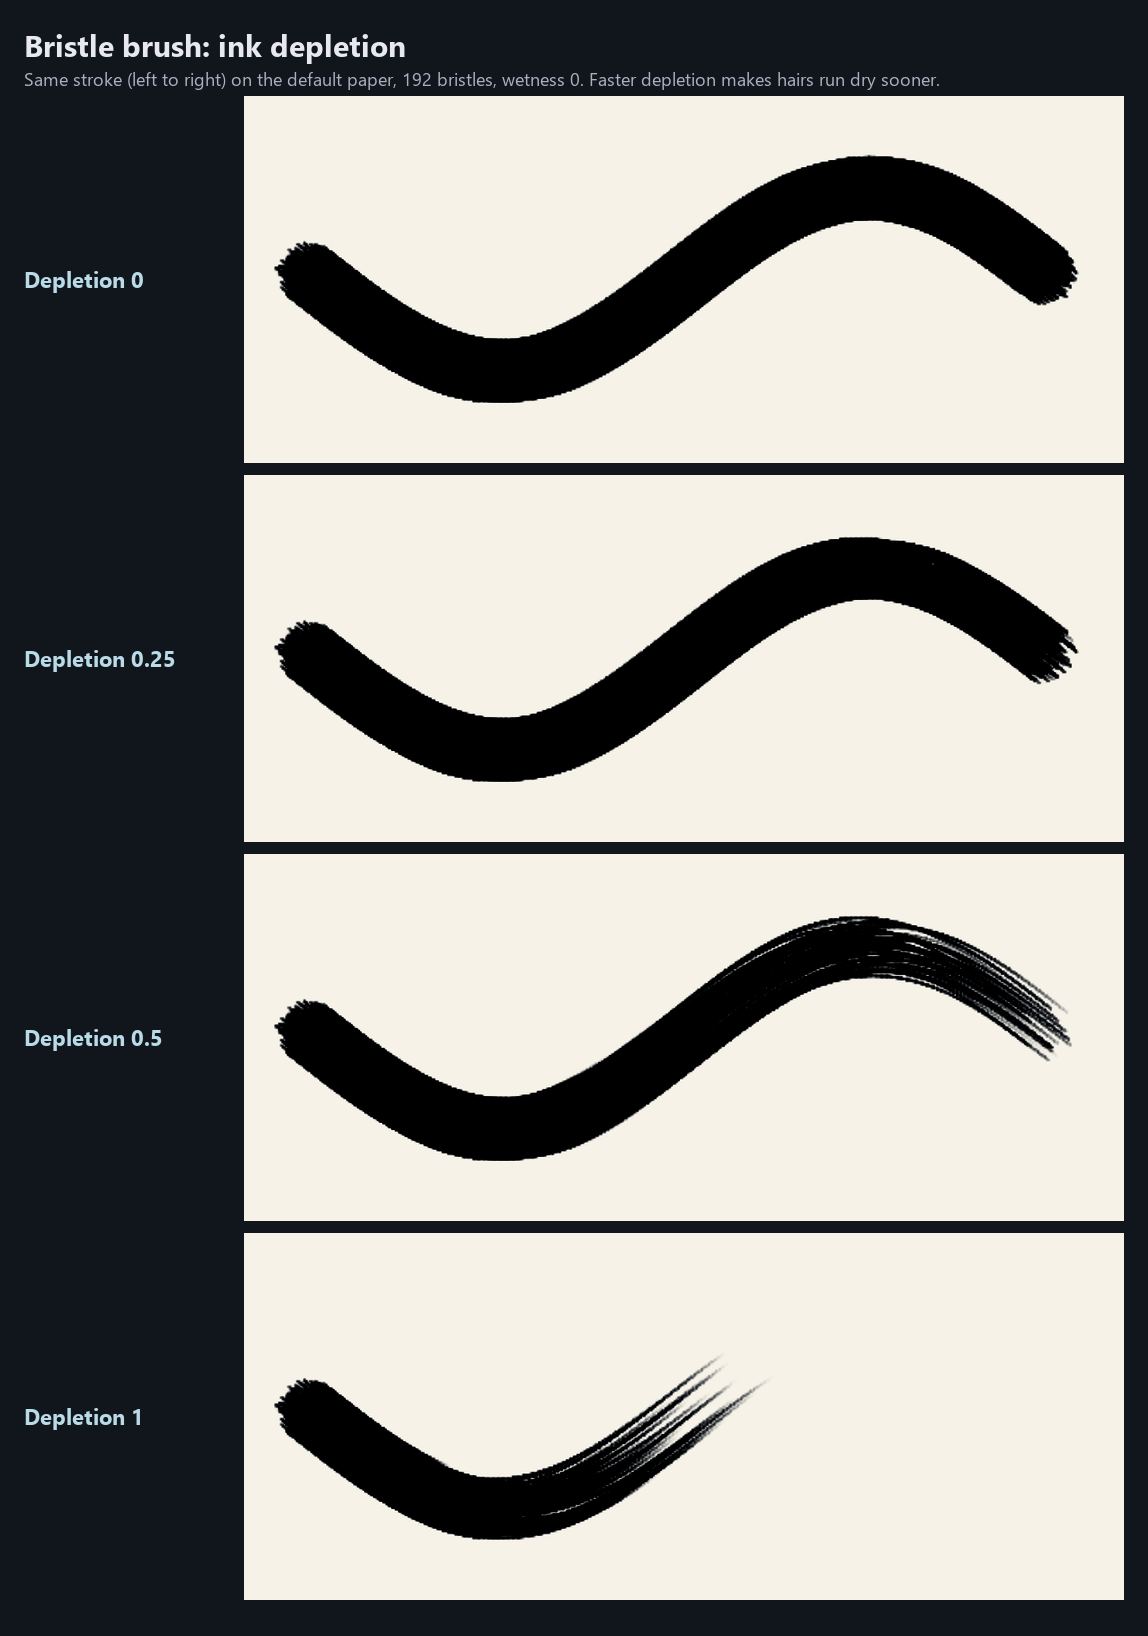 Bristle brush: ink depletion
Same stroke (left to right) on the default paper, 192 bristles, wetness 0. Faster depletion makes hairs run dry sooner.
Depletion 0
Depletion 0.25
Depletion 0.5
Depletion 1